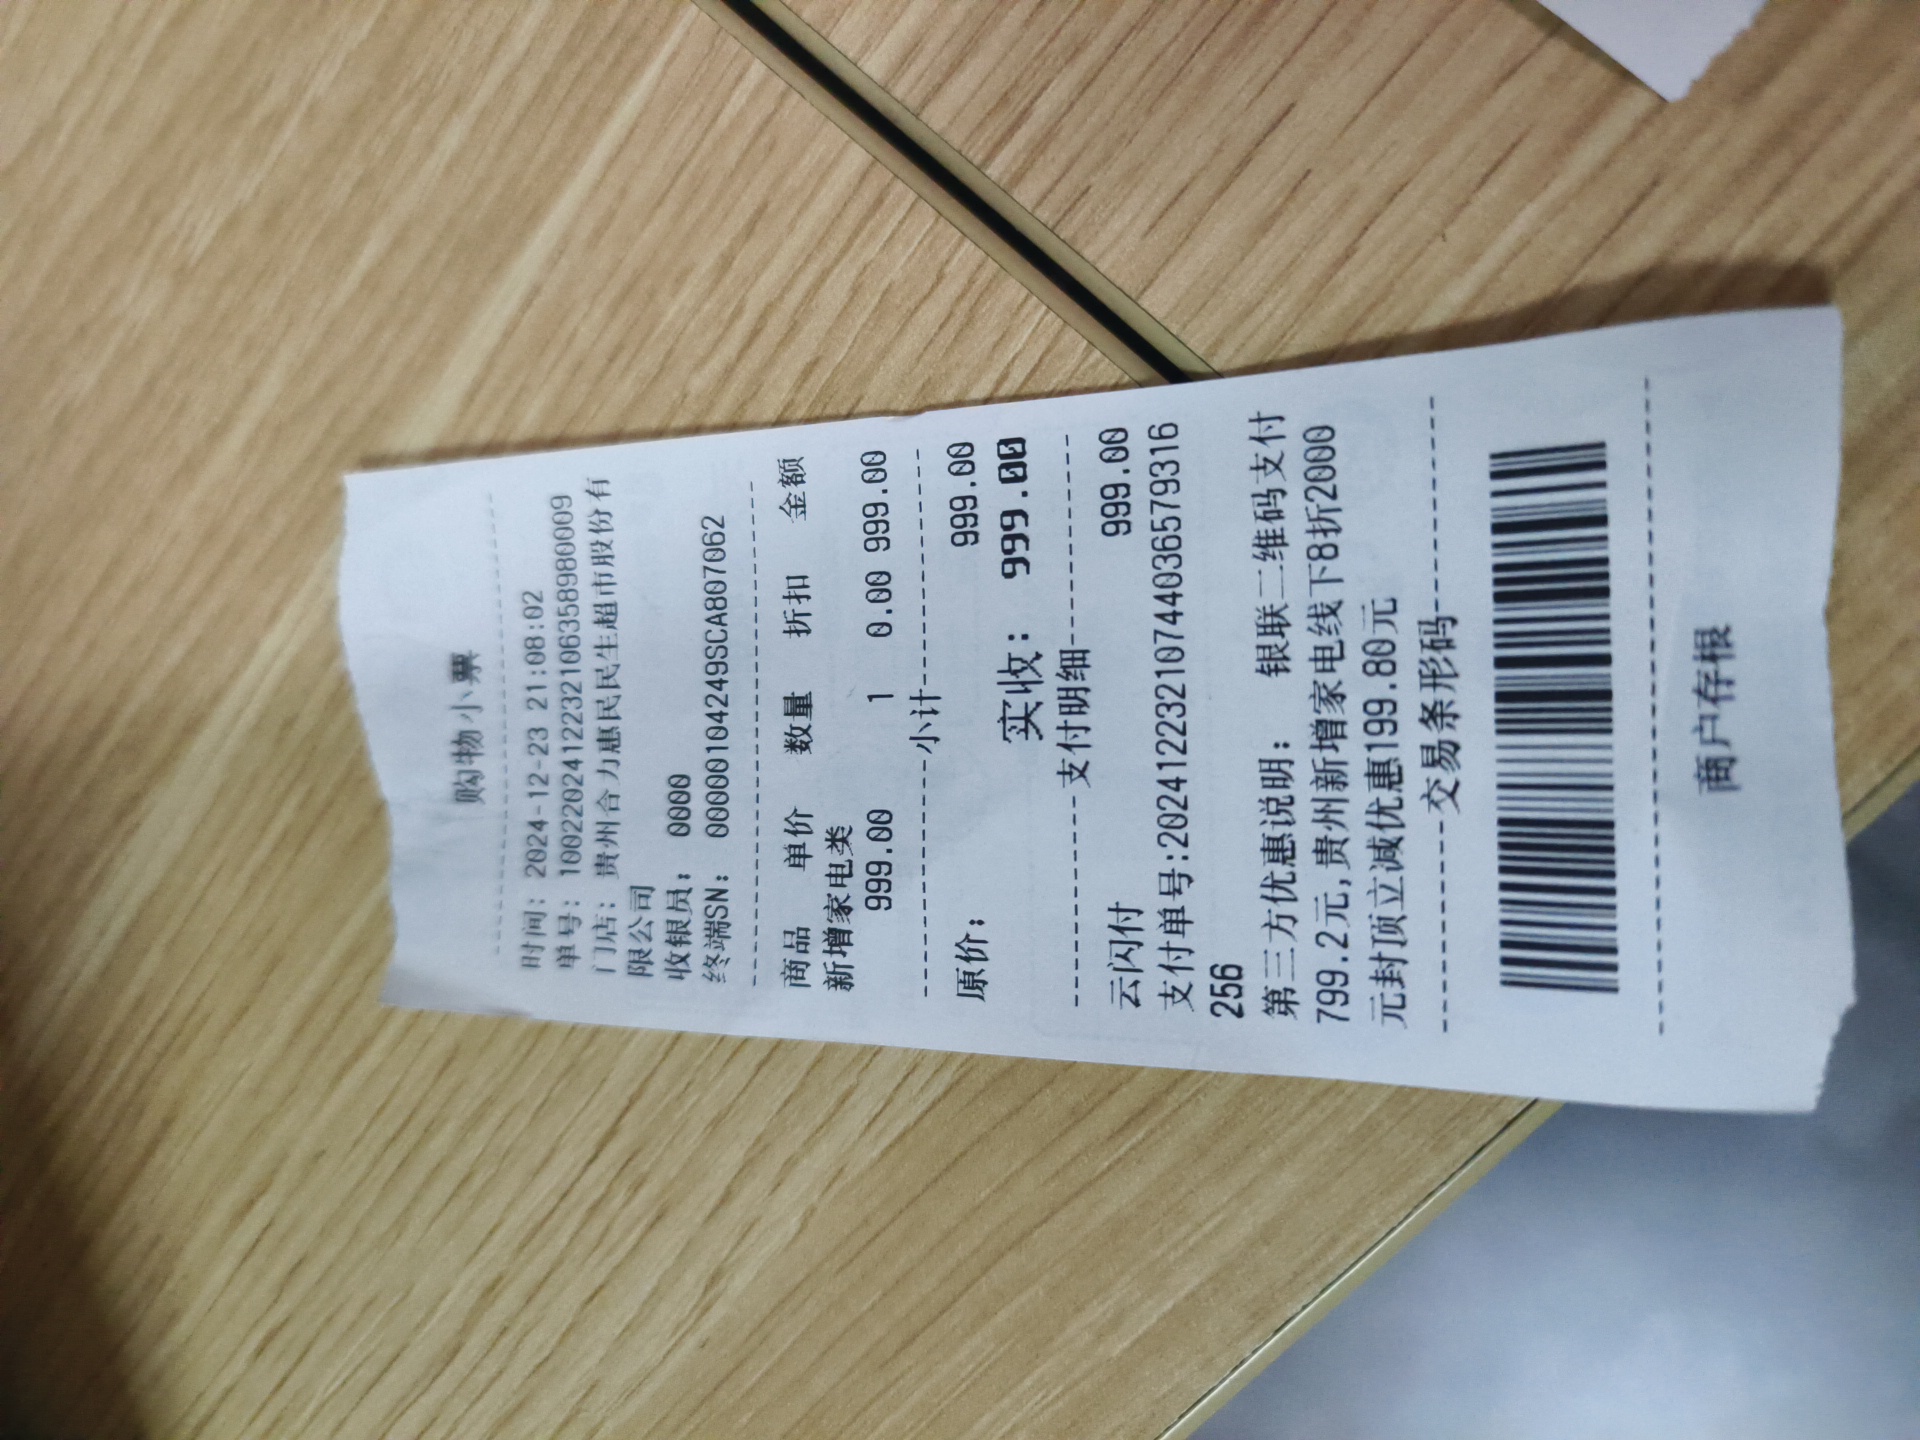 购物小票
时间: 2024-12-23 21:08:02
单号: 1002202412232106358980009
门店: 贵州合力惠民民生超市股份有
限公司
收银员: 0000
终端SN: 00000104249SCA807062
商品 单价 数量 折扣 金额
新增家电类
999.00 1 0.00 999.00
小计
原价: 999.00
实收: 999.00
支付明细
云闪付 999.00
支付单号:2024122321074403657​9316
256
第三方优惠说明: 银联二维码支付
799.2元,贵州新增家电线下8折2000
元封顶立减优惠199.80元
交易条形码
商户存根